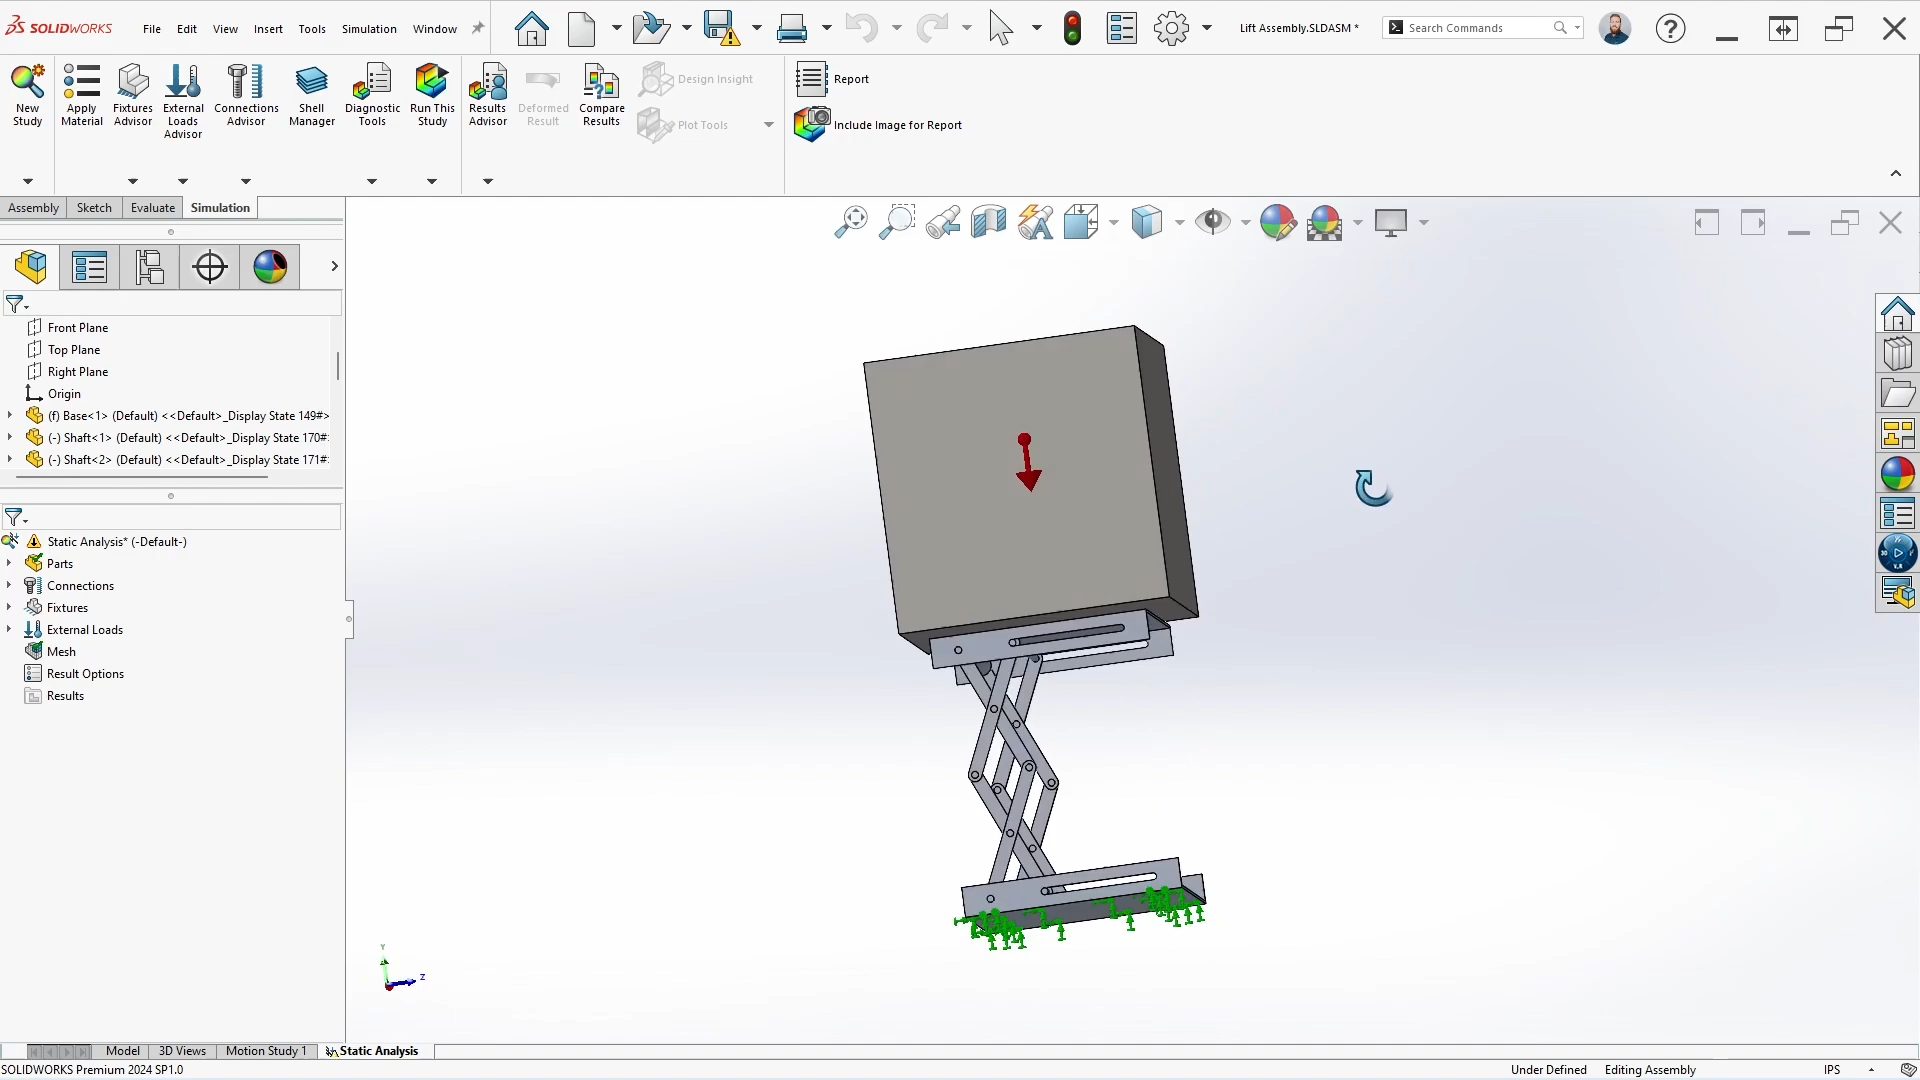 SOLIDWORKS
File Edit View Insert Tools Simulation Window
Lift Assembly.SLDASM *
Search Commands
New Study
Apply Material
Fixtures Advisor
External Loads Advisor
Connections Advisor
Shell Manager
Diagnostic Tools
Run This Study
Results Advisor
Deformed Result
Compare Results
Design Insight
Plot Tools
Report
Include Image for Report
Assembly Sketch Evaluate Simulation
Front Plane
Top Plane
Right Plane
Origin
(f) Base<1> (Default) <<Default>_Display State 149#>
(-) Shaft<1> (Default) <<Default>_Display State 170#
(-) Shaft<2> (Default) <<Default>_Display State 171#
Static Analysis* (-Default-)
Parts
Connections
Fixtures
External Loads
Mesh
Result Options
Results
Y
Z
Model 3D Views Motion Study 1 Static Analysis
SOLIDWORKS Premium 2024 SP1.0
Under Defined Editing Assembly IPS